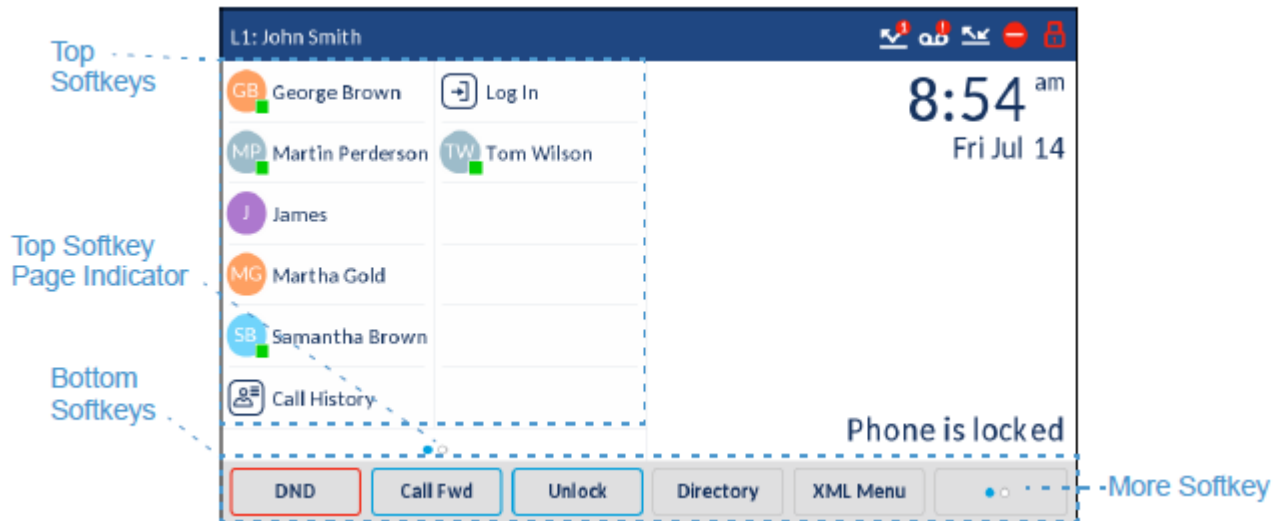 L1: John Smith
1
!
Top
Softkeys
GB George Brown
Log In
8:54 am
MP Martin Perderson
TW Tom Wilson
Fri Jul 14
J James
Top Softkey
Page Indicator
MG Martha Gold
SB Samantha Brown
Bottom
Softkeys
Call History
Phone is locked
DND
Call Fwd
Unlock
Directory
XML Menu
More Softkey